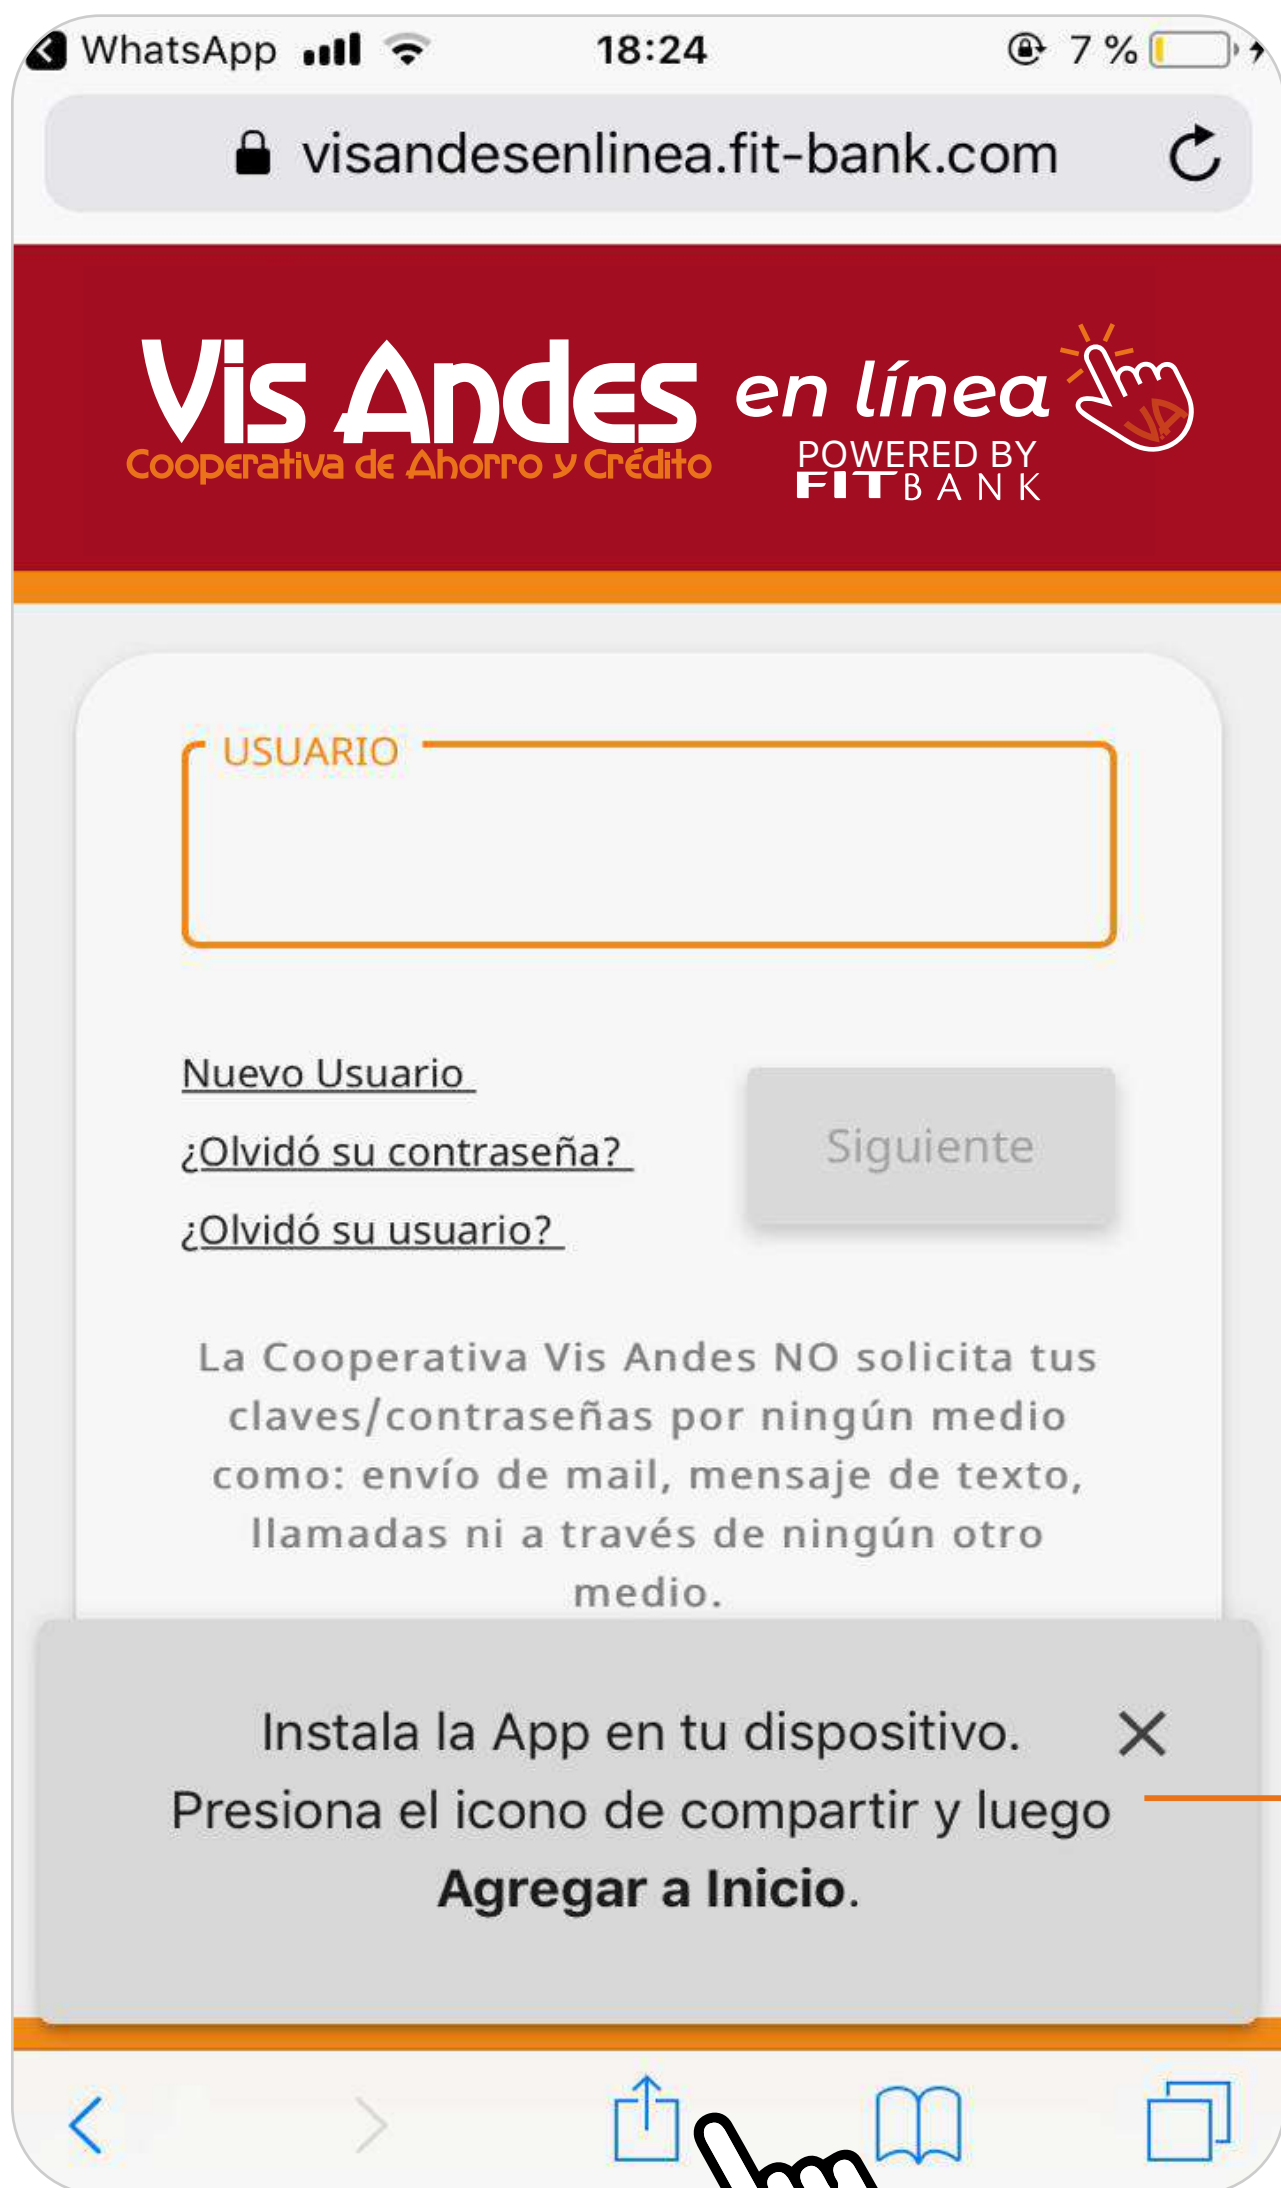 WhatsApp 18:24 7 %
visandesenlinea.fit-bank.com
Vis Andes en línea
Cooperativa de Ahorro y Crédito
POWERED BY
FITBANK
VA
USUARIO
Nuevo Usuario
¿Olvidó su contraseña?
Siguiente
¿Olvidó su usuario?
La Cooperativa Vis Andes NO solicita tus
claves/contraseñas por ningún medio
como: envío de mail, mensaje de texto,
llamadas ni a través de ningún otro
medio.
Instala la App en tu dispositivo.
Presiona el icono de compartir y luego
Agregar a Inicio.